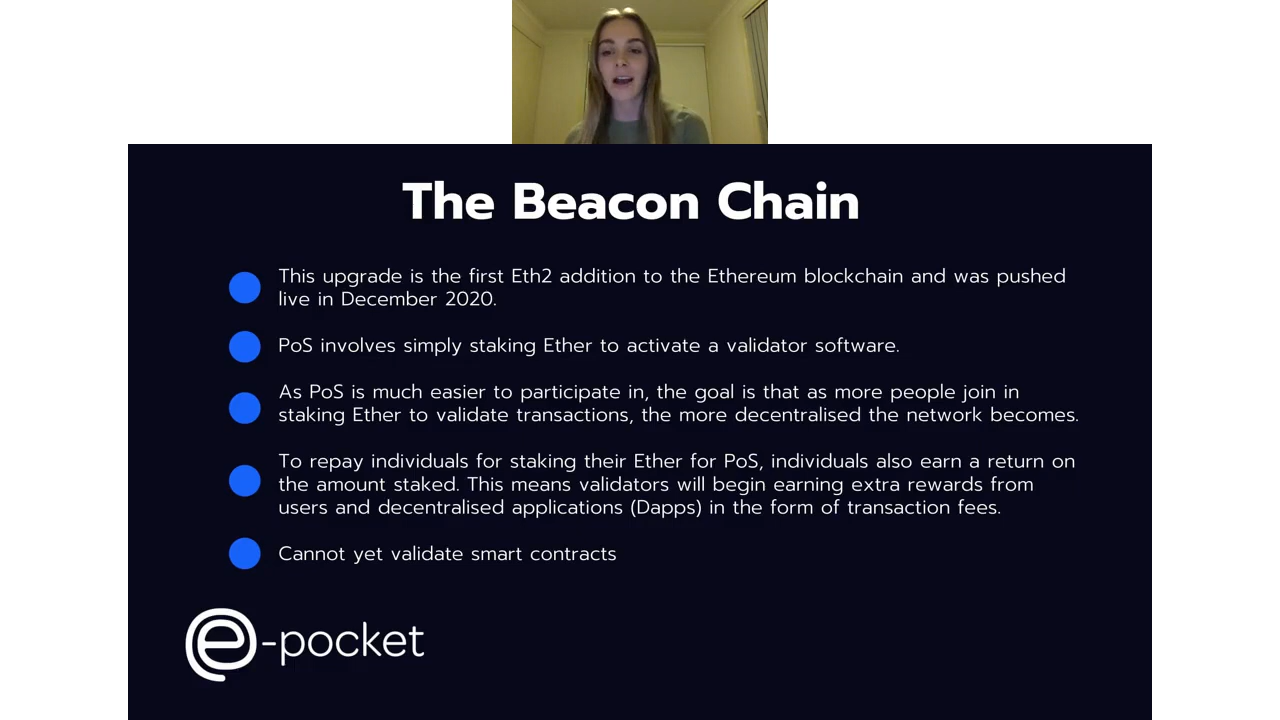 The Beacon Chain
This upgrade is the first Eth2 addition to the Ethereum blockchain and was pushed
live in December 2020.
PoS involves simply staking Ether to activate a validator software.
As PoS is much easier to participate in, the goal is that as more people join in
staking Ether to validate transactions, the more decentralised the network becomes.
To repay individuals for staking their Ether for PoS, individuals also earn a return on
the amount staked. This means validators will begin earning extra rewards from
users and decentralised applications (Dapps) in the form of transaction fees.
Cannot yet validate smart contracts
e-pocket